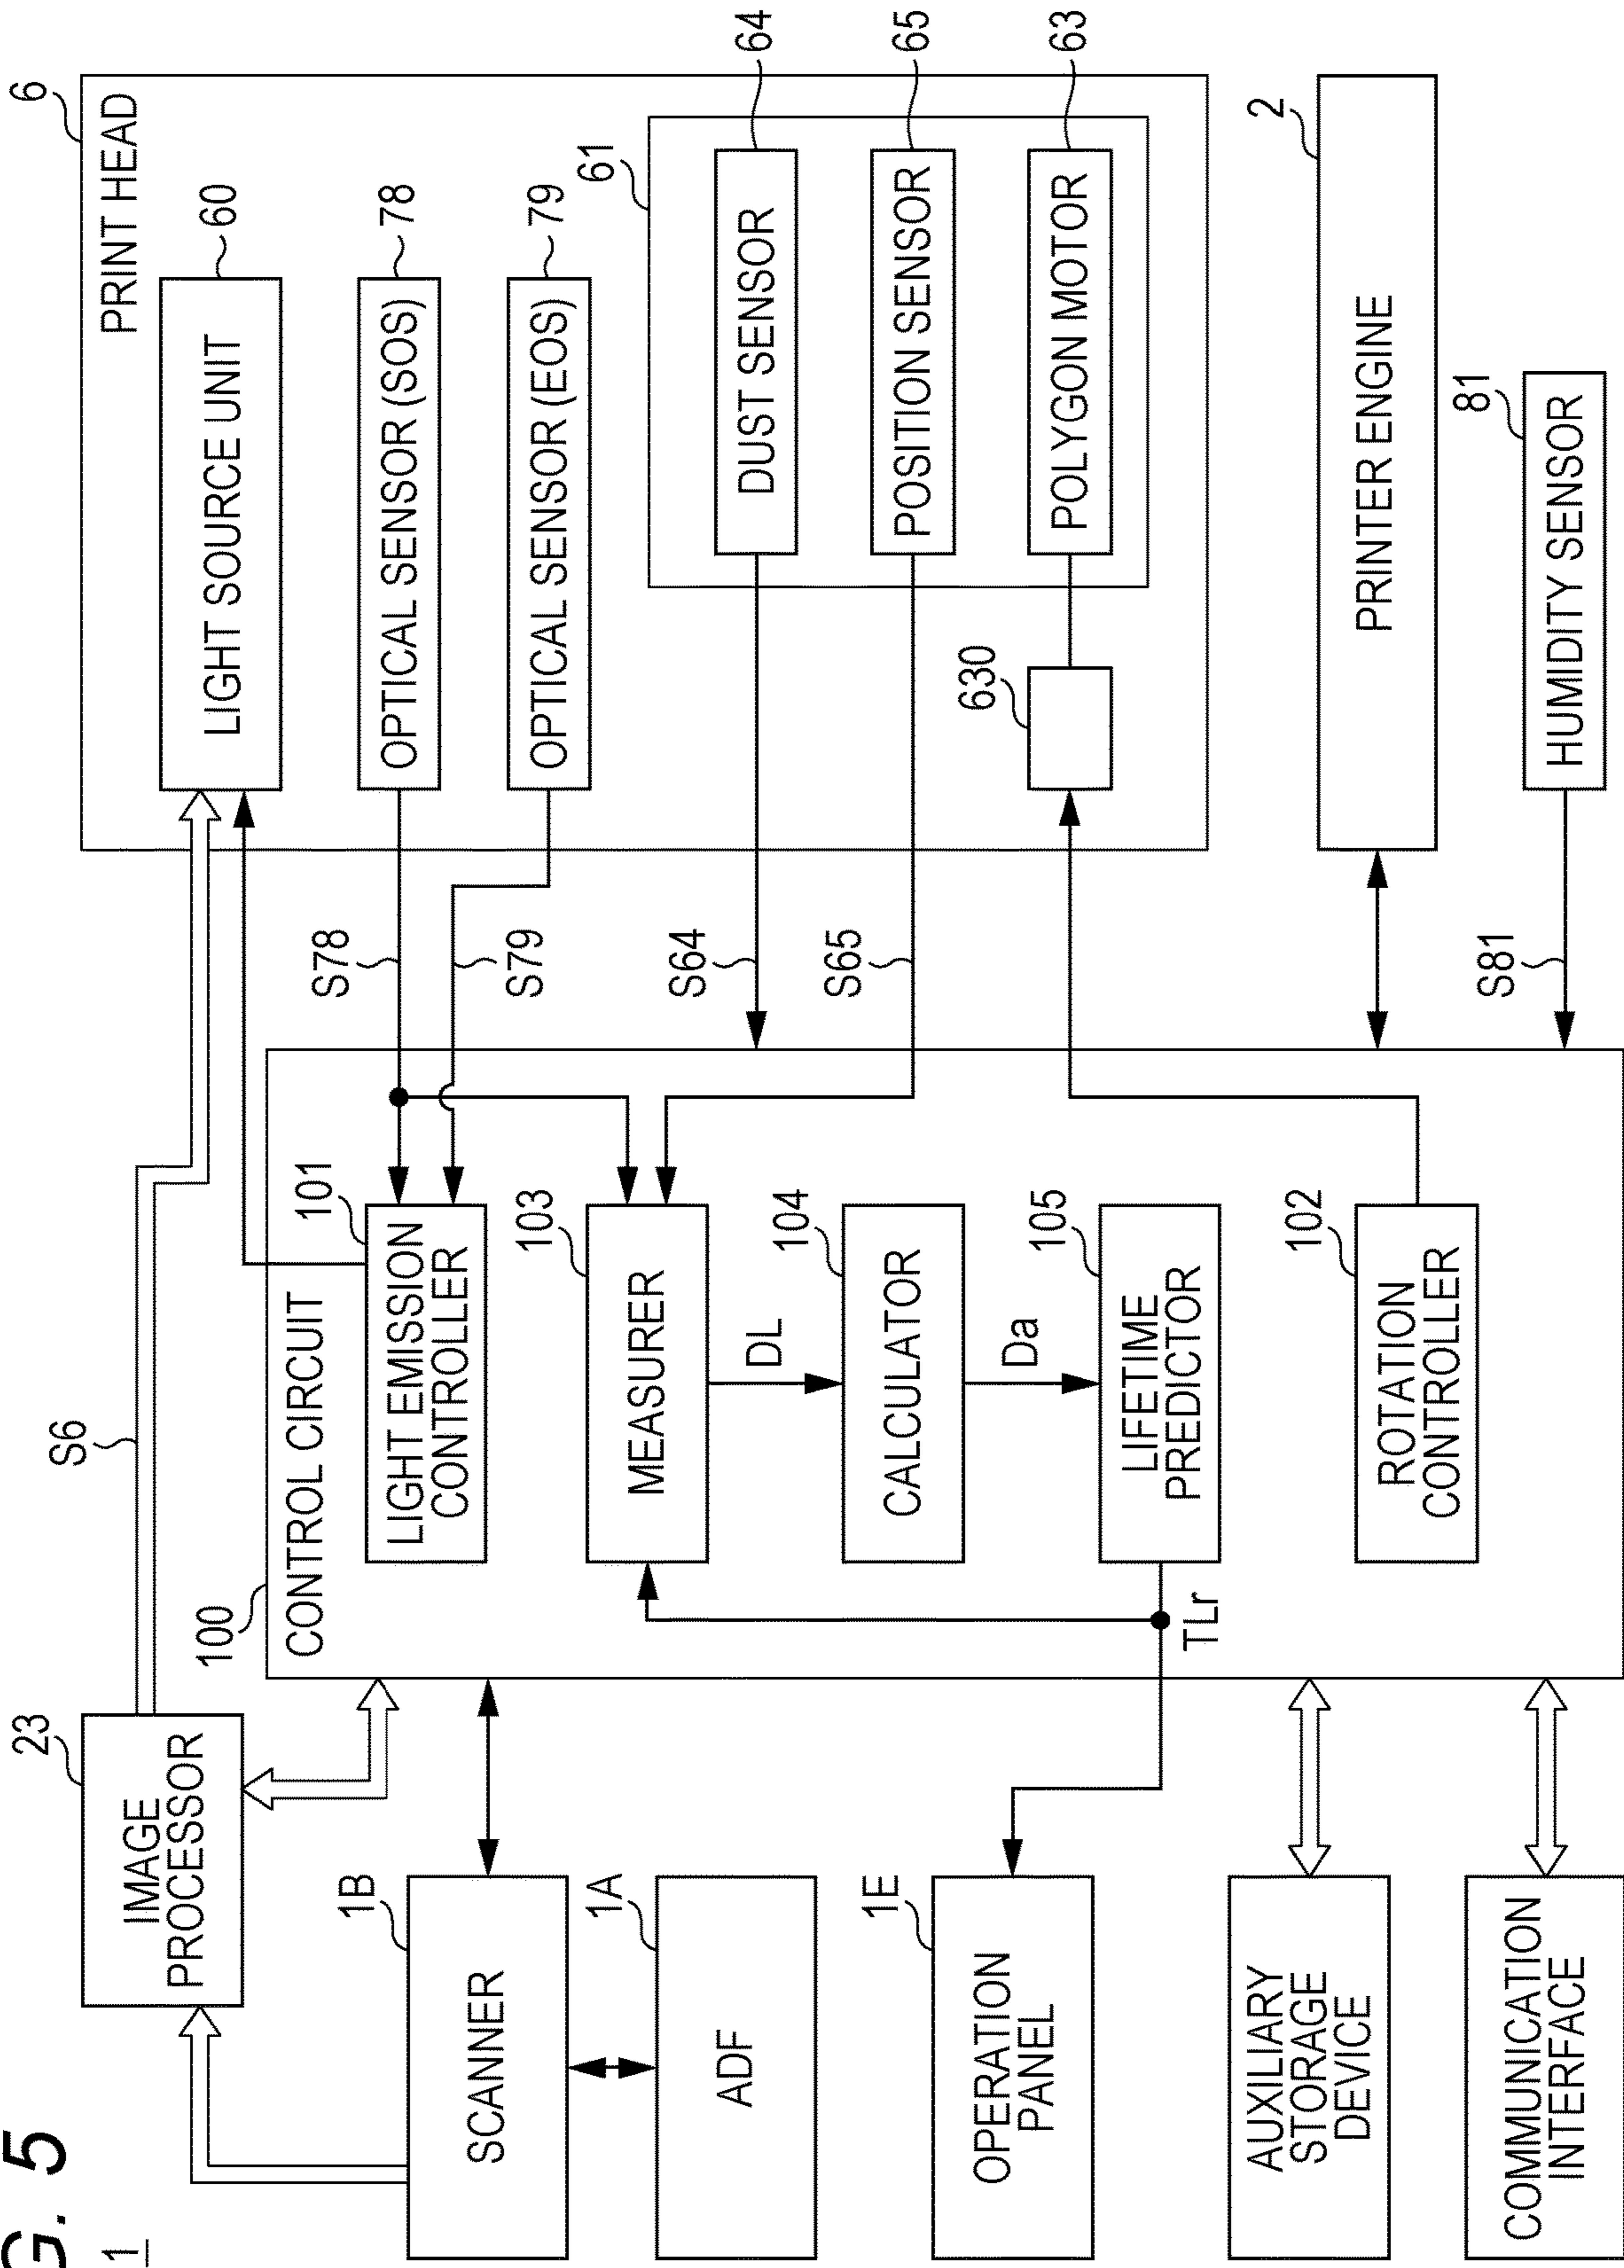 G. 5
1
23
IMAGE
PROCESSOR
S6
6
PRINT HEAD
60
LIGHT SOURCE UNIT
78
OPTICAL SENSOR (SOS)
79
OPTICAL SENSOR (EOS)
61
64
DUST SENSOR
65
POSITION SENSOR
63
POLYGON MOTOR
630
S78
S79
S64
S65
100
CONTROL CIRCUIT
101
LIGHT EMISSION
CONTROLLER
103
MEASURER
DL
104
CALCULATOR
Da
105
LIFETIME
PREDICTOR
TLr
102
ROTATION
CONTROLLER
1B
SCANNER
1A
ADF
1E
OPERATION
PANEL
AUXILIARY
STORAGE
DEVICE
COMMUNICATION
INTERFACE
2
PRINTER ENGINE
81
HUMIDITY SENSOR
S81